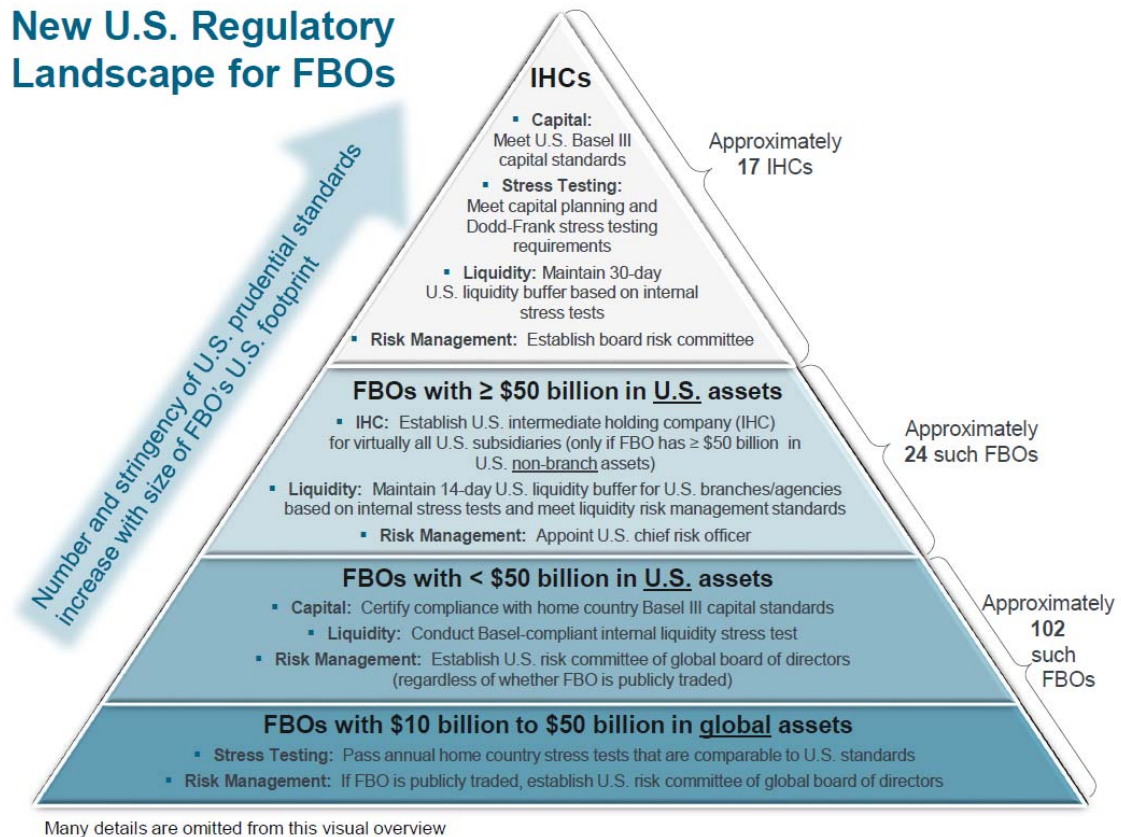 New U.S. Regulatory
Landscape for FBOs
Number and stringency of U.S. prudential standards
increase with size of FBO's U.S. footprint
IHCs
▪ Capital:
Meet U.S. Basel III
capital standards
▪ Stress Testing:
Meet capital planning and
Dodd-Frank stress testing
requirements
▪ Liquidity: Maintain 30-day
U.S. liquidity buffer based on internal
stress tests
▪ Risk Management: Establish board risk committee
Approximately
17 IHCs
FBOs with ≥ $50 billion in U.S. assets
▪ IHC: Establish U.S. intermediate holding company (IHC)
for virtually all U.S. subsidiaries (only if FBO has ≥ $50 billion in
U.S. non-branch assets)
▪ Liquidity: Maintain 14-day U.S. liquidity buffer for U.S. branches/agencies
based on internal stress tests and meet liquidity risk management standards
▪ Risk Management: Appoint U.S. chief risk officer
Approximately
24 such FBOs
FBOs with < $50 billion in U.S. assets
▪ Capital: Certify compliance with home country Basel III capital standards
▪ Liquidity: Conduct Basel-compliant internal liquidity stress test
▪ Risk Management: Establish U.S. risk committee of global board of directors
(regardless of whether FBO is publicly traded)
Approximately
102
such
FBOs
FBOs with $10 billion to $50 billion in global assets
▪ Stress Testing: Pass annual home country stress tests that are comparable to U.S. standards
▪ Risk Management: If FBO is publicly traded, establish U.S. risk committee of global board of directors
Many details are omitted from this visual overview